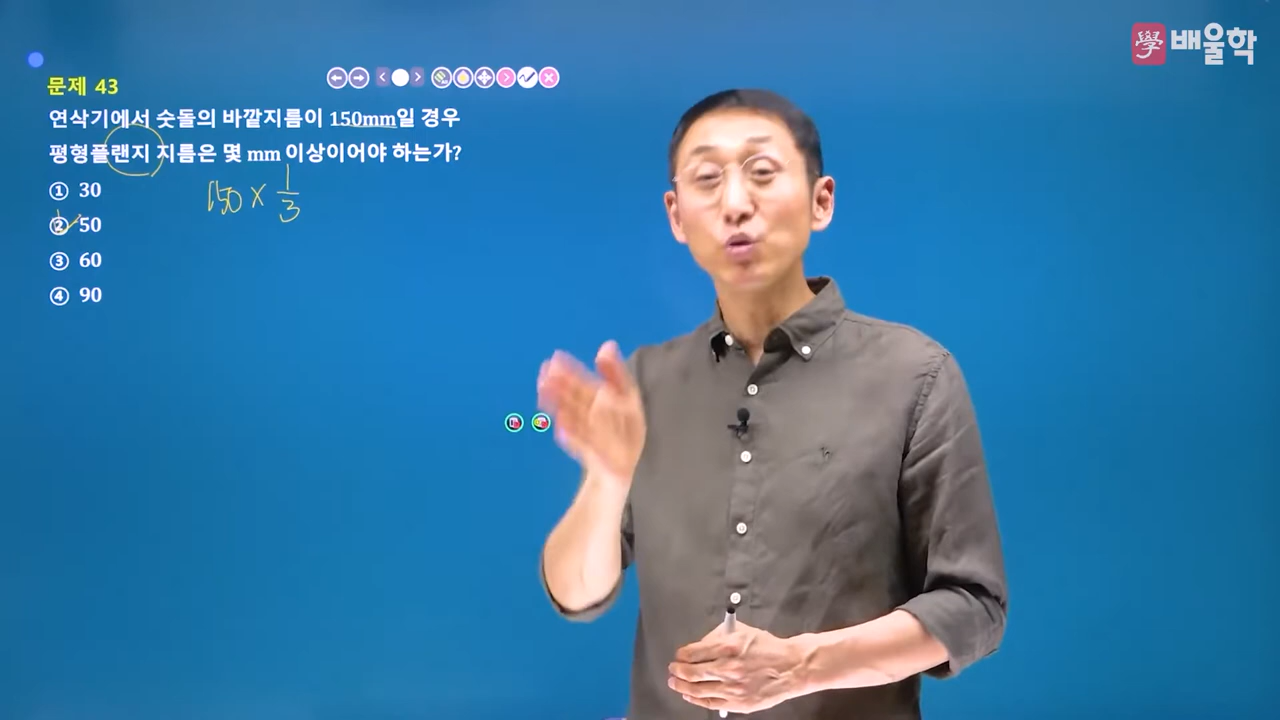 學 배울학
문제 43
연삭기에서 숫돌의 바깥지름이 150mm일 경우
평형플랜지 지름은 몇 mm 이상이어야 하는가?
① 30
② 50
③ 60
④ 90
150 × 1/3